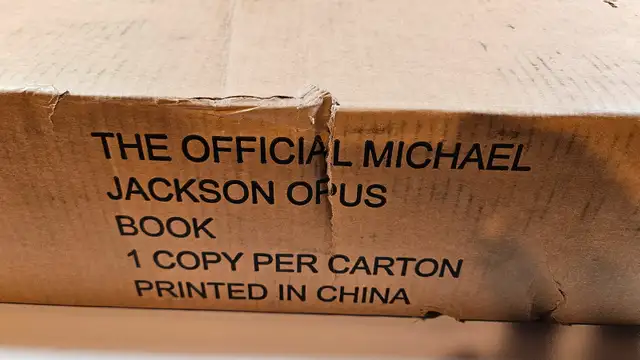 THE OFFICIAL MICHAEL
JACKSON OPUS
BOOK
1 COPY PER CARTON
PRINTED IN CHINA